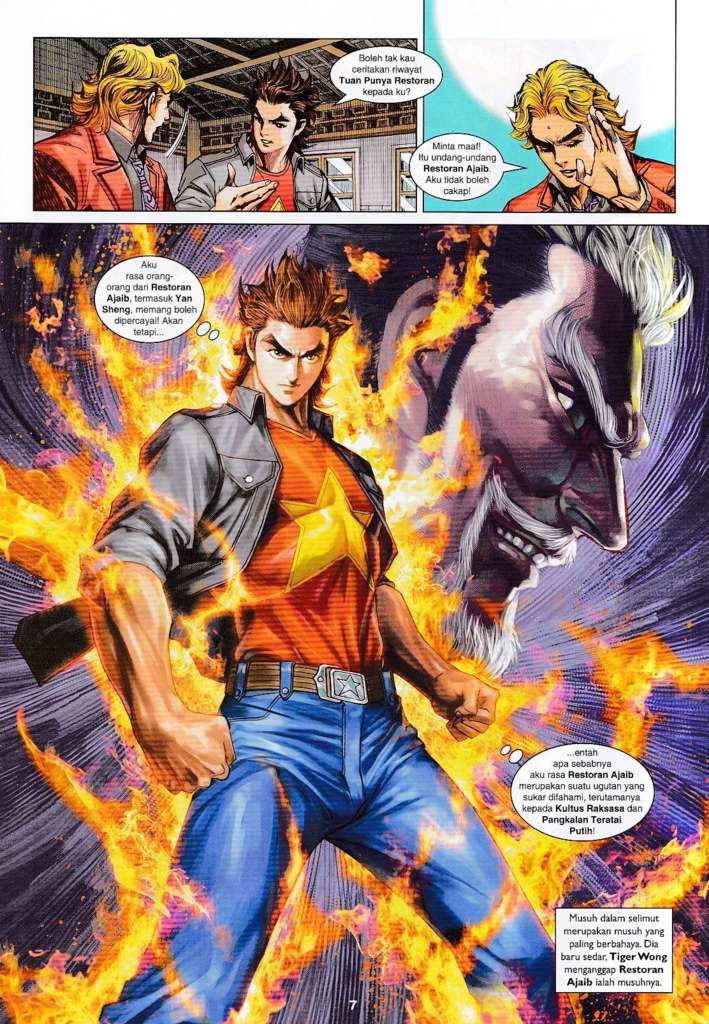 Boleh tak kau
ceritakan riwayat
Tuan Punya Restoran
kepada ku?
Minta maaf!
Itu undang-undang
Restoran Ajaib.
Aku tidak boleh
cakap!
Aku
rasa orang-
orang dari Restoran
Ajaib, termasuk Yan
Sheng, memang boleh
dipercayai! Akan
tetapi...
...entah
apa sebabnya
aku rasa Restoran Ajaib
merupakan suatu ugutan yang
sukar difahami, terutamanya
kepada Kultus Raksasa dan
Pangkalan Teratai
Putih!
Musuh dalam selimut
merupakan musuh yang
paling berbahaya. Dia
baru sedar, Tiger Wong
menganggap Restoran
Ajaib ialah musuhnya.
7